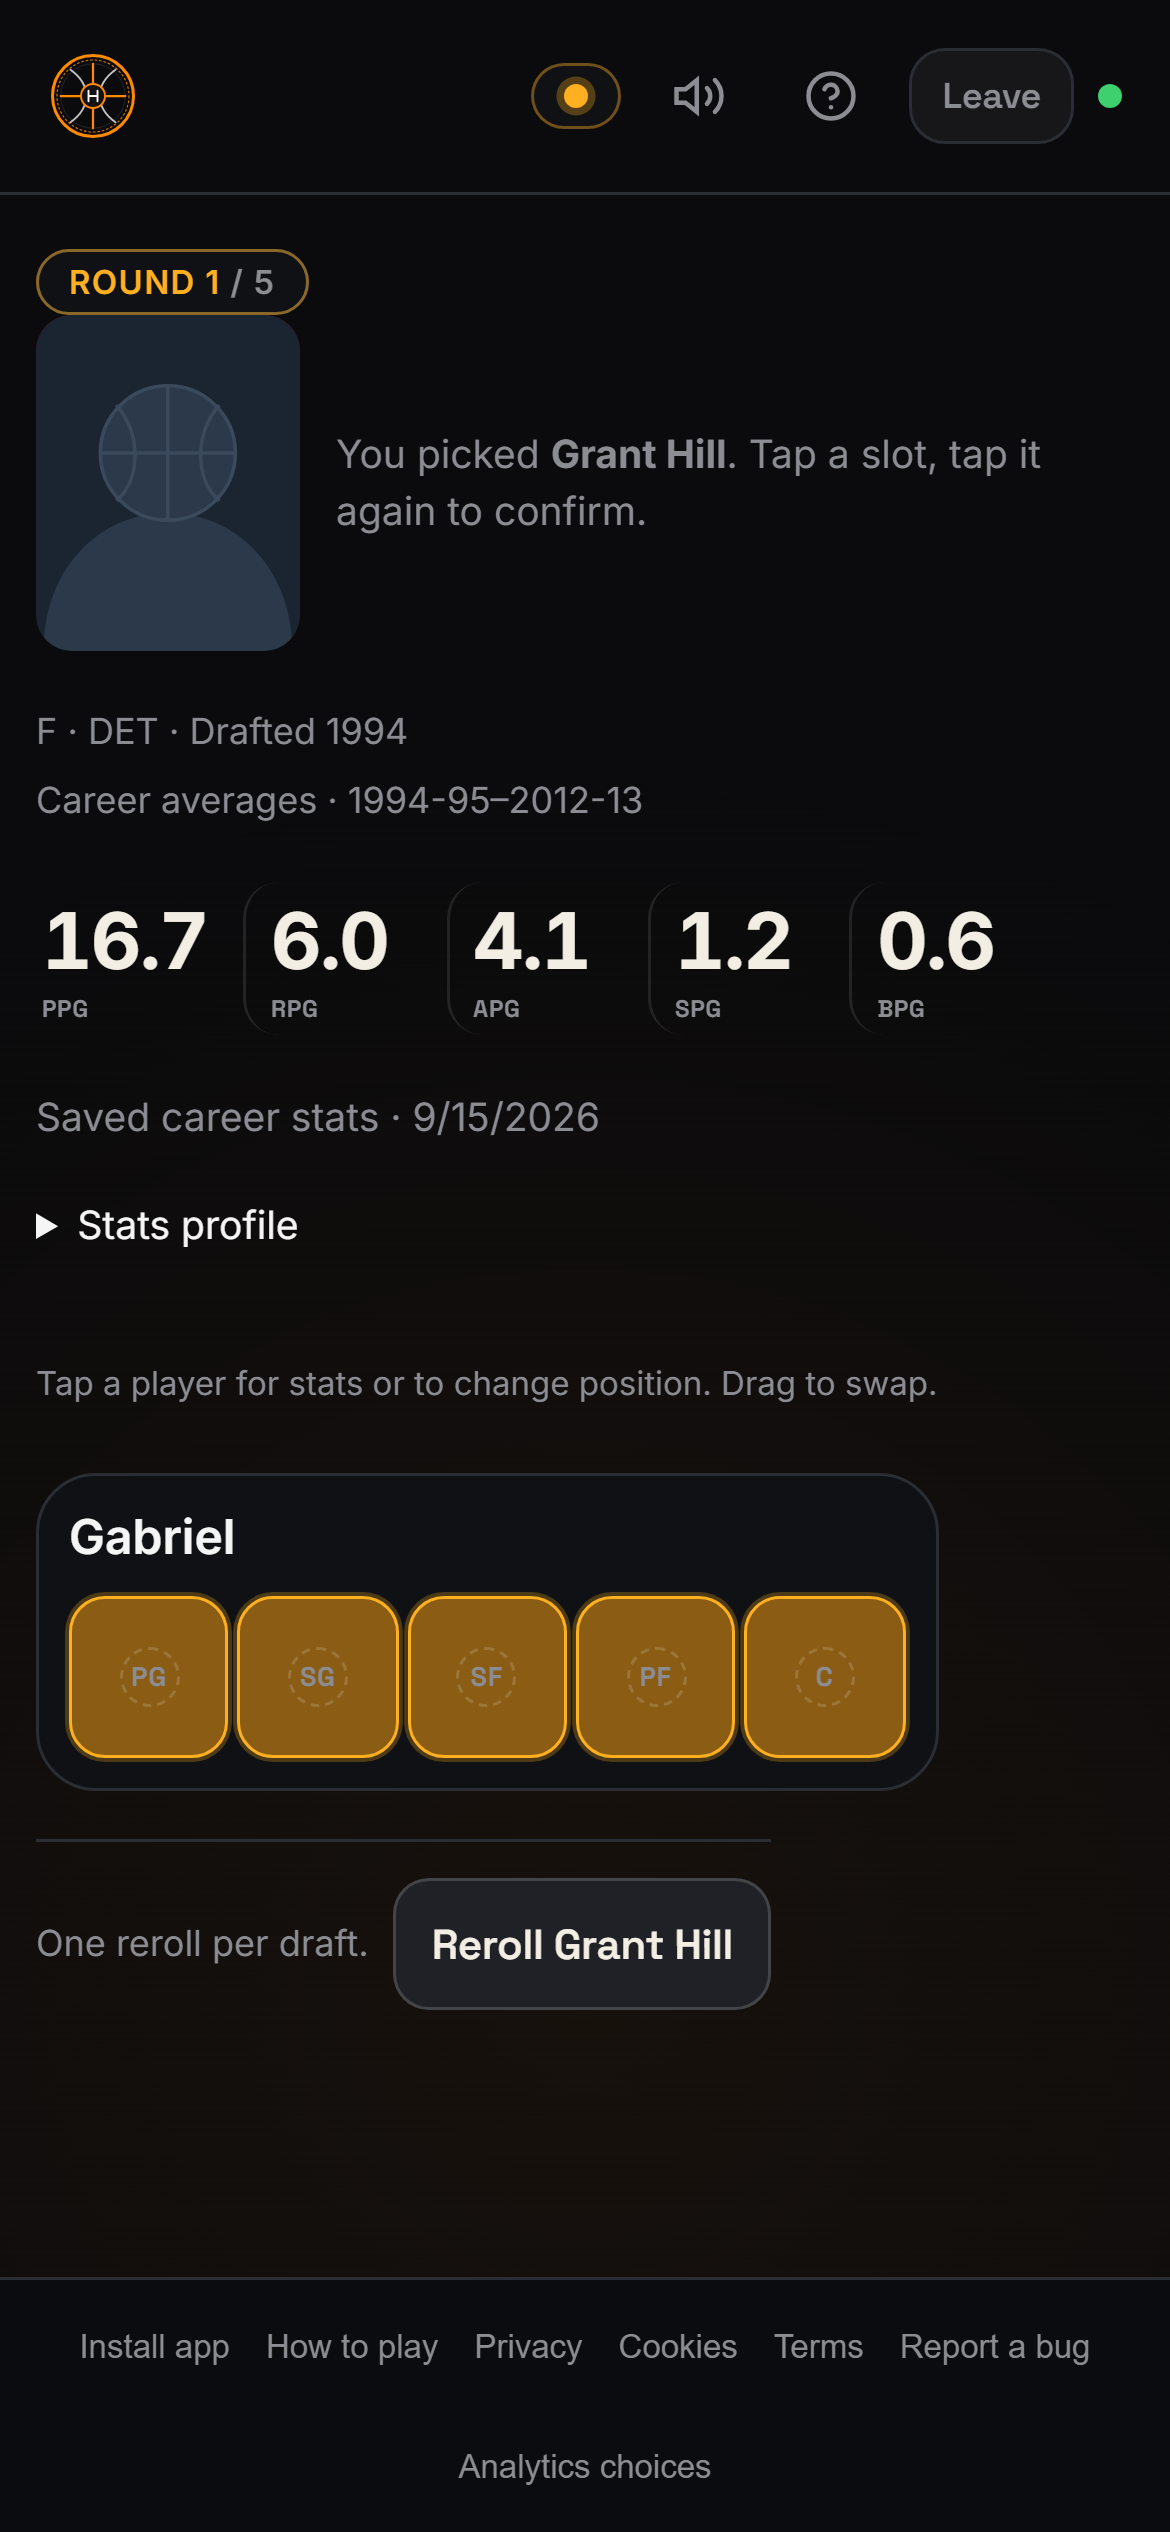 H
Leave
ROUND 1 / 5
You picked Grant Hill. Tap a slot, tap it
again to confirm.
F · DET · Drafted 1994
Career averages · 1994-95–2012-13
16.7 6.0 4.1 1.2 0.6
PPG RPG APG SPG BPG
Saved career stats · 9/15/2026
Stats profile
Tap a player for stats or to change position. Drag to swap.
Gabriel
PG SG SF PF C
One reroll per draft. Reroll Grant Hill
Install app How to play Privacy Cookies Terms Report a bug
Analytics choices